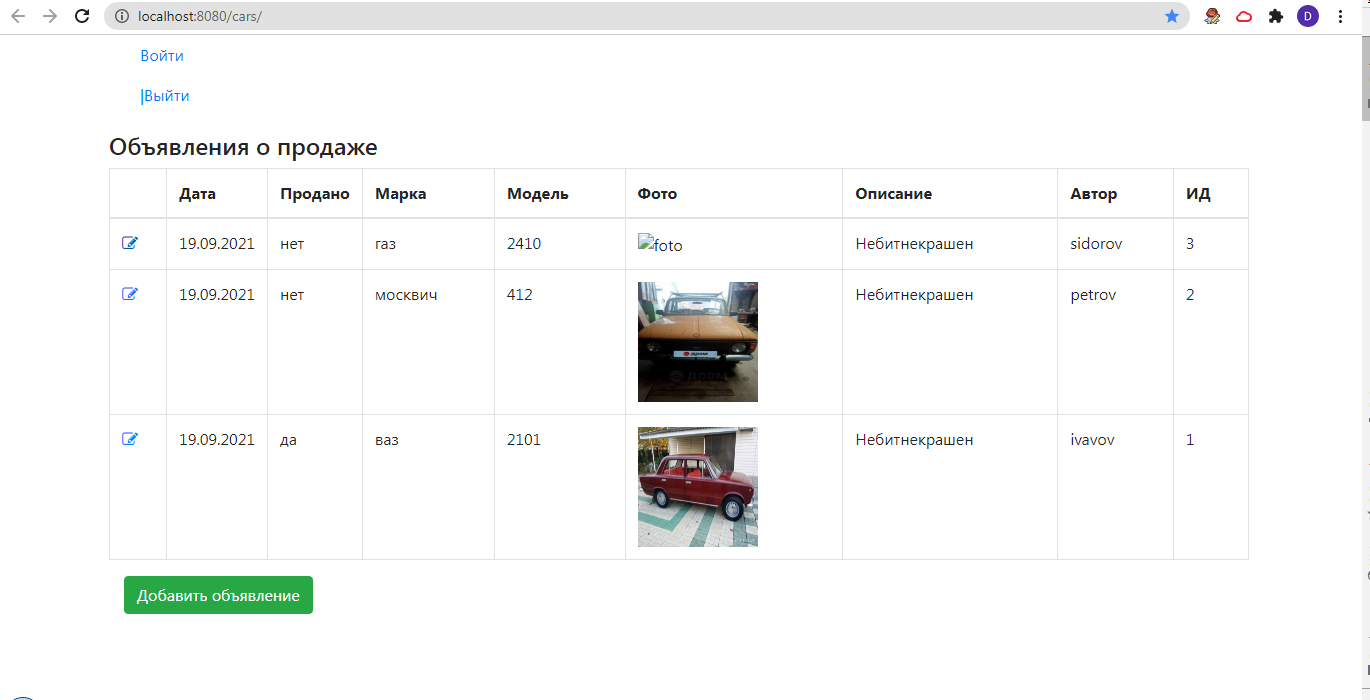 localhost:8080/cars/
D
Войти
|Выйти
Объявления о продаже
Дата Продано Марка Модель Фото Описание Автор ИД
19.09.2021 нет газ 2410 foto Небитнекрашен sidorov 3
19.09.2021 нет москвич 412 Небитнекрашен petrov 2
дром
дром
19.09.2021 да ваз 2101 Небитнекрашен ivavov 1
Добавить объявление